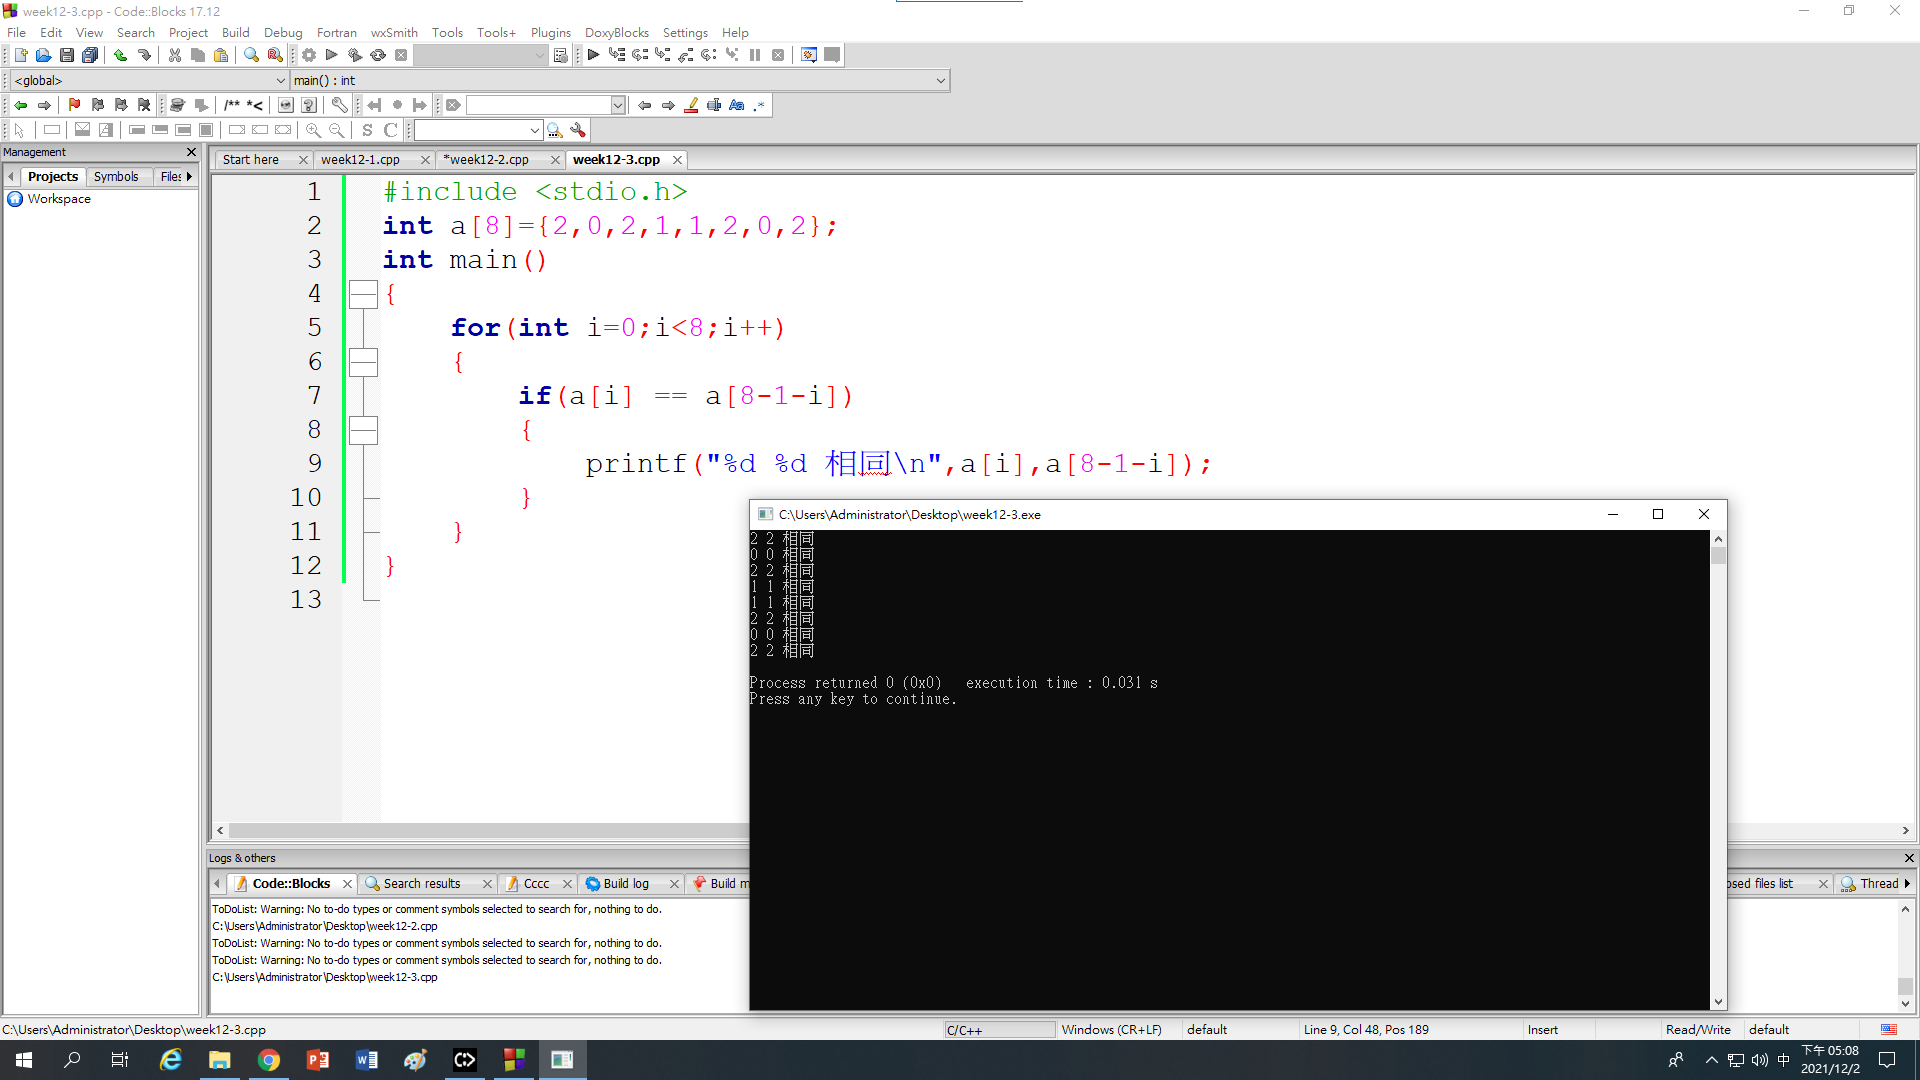 week12-3.cpp - Code::Blocks 17.12
File Edit View Search Project Build Debug Fortran wxSmith Tools Tools+ Plugins DoxyBlocks Settings Help
<global> main() : int
/** *<
S C
Management
Start here week12-1.cpp *week12-2.cpp week12-3.cpp
Projects Symbols Files
Workspace
1 #include <stdio.h>
2 int a[8]={2,0,2,1,1,2,0,2};
3 int main()
4 {
5 for(int i=0;i<8;i++)
6 {
7 if(a[i] == a[8-1-i])
8 {
9 printf("%d %d 相同\n",a[i],a[8-1-i]);
10 }
11 }
12 }
13
C:\Users\Administrator\Desktop\week12-3.exe
2 2 相同
0 0 相同
2 2 相同
1 1 相同
1 1 相同
2 2 相同
0 0 相同
2 2 相同
Process returned 0 (0x0) execution time : 0.031 s
Press any key to continue.
Logs & others
Code::Blocks Search results Cccc Build log Build m osed files list Thread
ToDoList: Warning: No to-do types or comment symbols selected to search for, nothing to do.
C:\Users\Administrator\Desktop\week12-2.cpp
ToDoList: Warning: No to-do types or comment symbols selected to search for, nothing to do.
ToDoList: Warning: No to-do types or comment symbols selected to search for, nothing to do.
C:\Users\Administrator\Desktop\week12-3.cpp
C:\Users\Administrator\Desktop\week12-3.cpp C/C++ Windows (CR+LF) default Line 9, Col 48, Pos 189 Insert Read/Write default
中 下午 05:08
2021/12/2